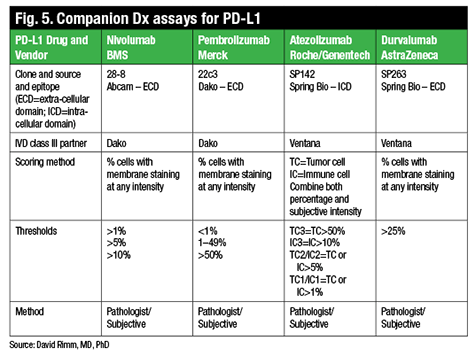 Fig. 5. Companion Dx assays for PD-L1
PD-L1 Drug and Vendor
Nivolumab BMS
Pembrolizumab Merck
Atezolizumab Roche/Genentech
Durvalumab AstraZeneca
Clone and source and epitope (ECD=extra-cellular domain; ICD=intra-cellular domain)
28-8
Abcam – ECD
22c3
Dako – ECD
SP142
Spring Bio – ICD
SP263
Spring Bio – ECD
IVD class III partner
Dako
Dako
Ventana
Ventana
Scoring method
% cells with
membrane staining
at any intensity
% cells with
membrane staining
at any intensity
TC=Tumor cell
IC=Immune cell
Combine both
percentage and
subjective intensity
% cells with
membrane staining
at any intensity
Thresholds
>1%
>5%
>10%
<1%
1–49%
>50%
TC3=TC>50%
IC3=IC>10%
TC2/IC2=TC or
IC>5%
TC1/IC1=TC or
IC>1%
>25%
Method
Pathologist/
Subjective
Pathologist/
Subjective
Pathologist/
Subjective
Pathologist/
Subjective
Source: David Rimm, MD, PhD